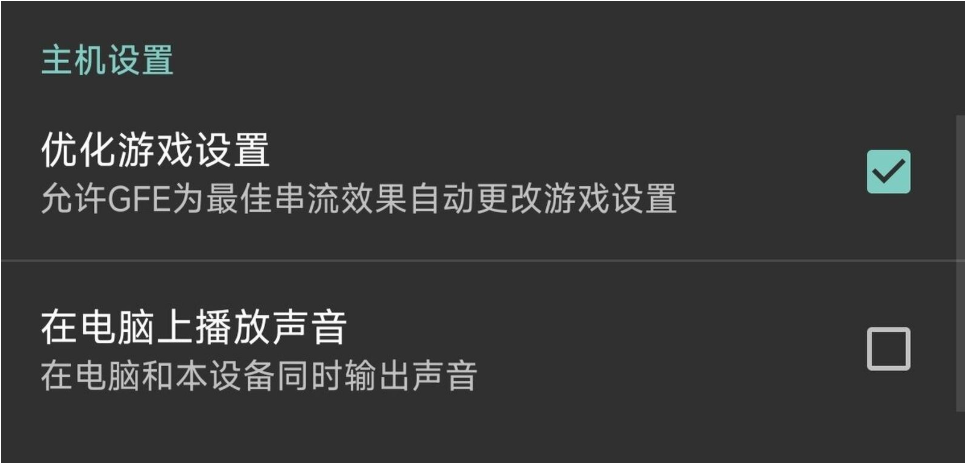 主机设置
优化游戏设置
允许GFE为最佳串流效果自动更改游戏设置
在电脑上播放声音
在电脑和本设备同时输出声音